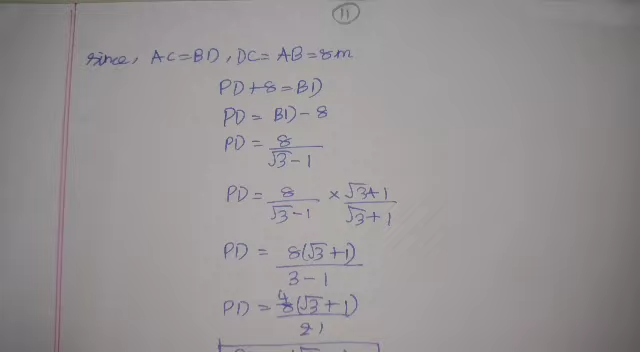 11
since, AC=BD, DC=AB=8m
PD+8=BD
PD = BD-8
PD = 8/(√3-1)
PD = 8/(√3-1) × (√3+1)/(√3+1)
PD = 8(√3+1)/(3-1)
PD = 8(√3+1)/2 4 1